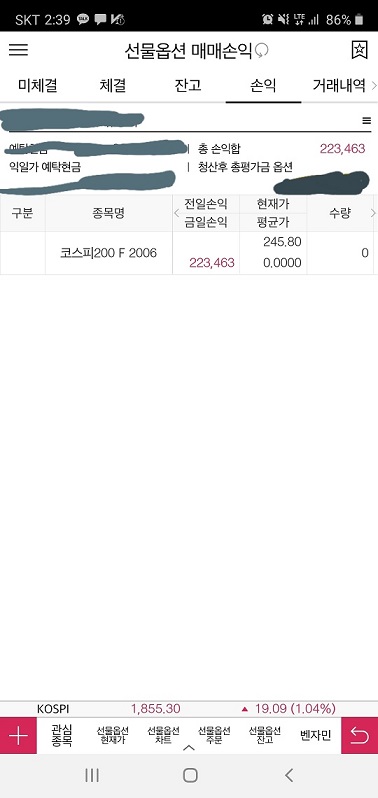 SKT 2:39 LTE 86%
선물옵션 매매손익
미체결 체결 잔고 손익 거래내역
예탁현금 총 손익합 223,463
익일가 예탁현금 청산후 총평가금 옵션
구분 종목명 전일손익 현재가 수량
금일손익 평균가
코스피200 F 2006 245.80 0
223,463 0.0000
KOSPI 1,855.30 ▲ 19.09 (1.04%)
관심 선물옵션 선물옵션 선물옵션 선물옵션 벤자민
종목 현재가 차트 주문 잔고